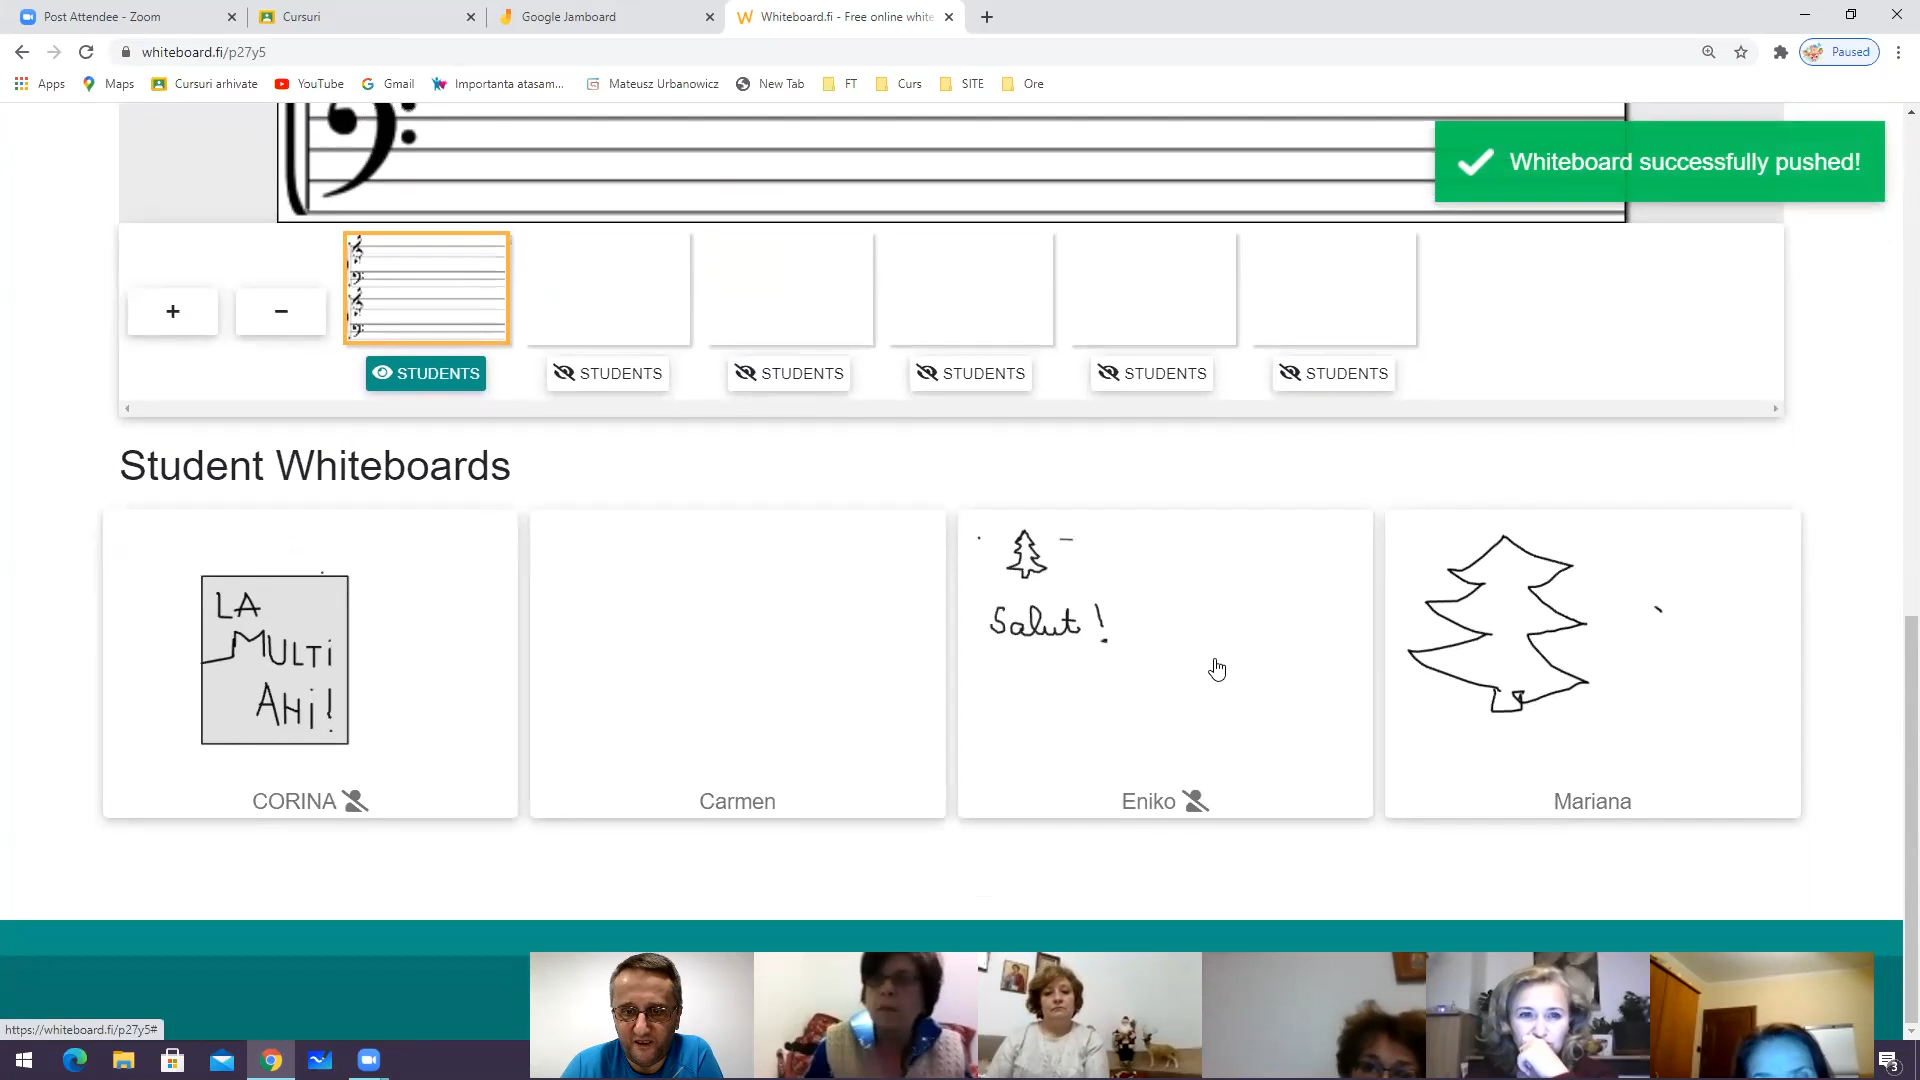 Post Attendee - Zoom
Cursuri
Google Jamboard
Whiteboard.fi - Free online white
whiteboard.fi/p27y5
Paused
Apps
Maps
Cursuri arhivate
YouTube
Gmail
Importanta atasam...
Mateusz Urbanowicz
New Tab
FT
Curs
SITE
Ore
Whiteboard successfully pushed!
+
−
STUDENTS
STUDENTS
STUDENTS
STUDENTS
STUDENTS
STUDENTS
Student Whiteboards
LA
MULTI
AHI!
Salut!
CORINA
Carmen
Eniko
Mariana
https://whiteboard.fi/p27y5#
3